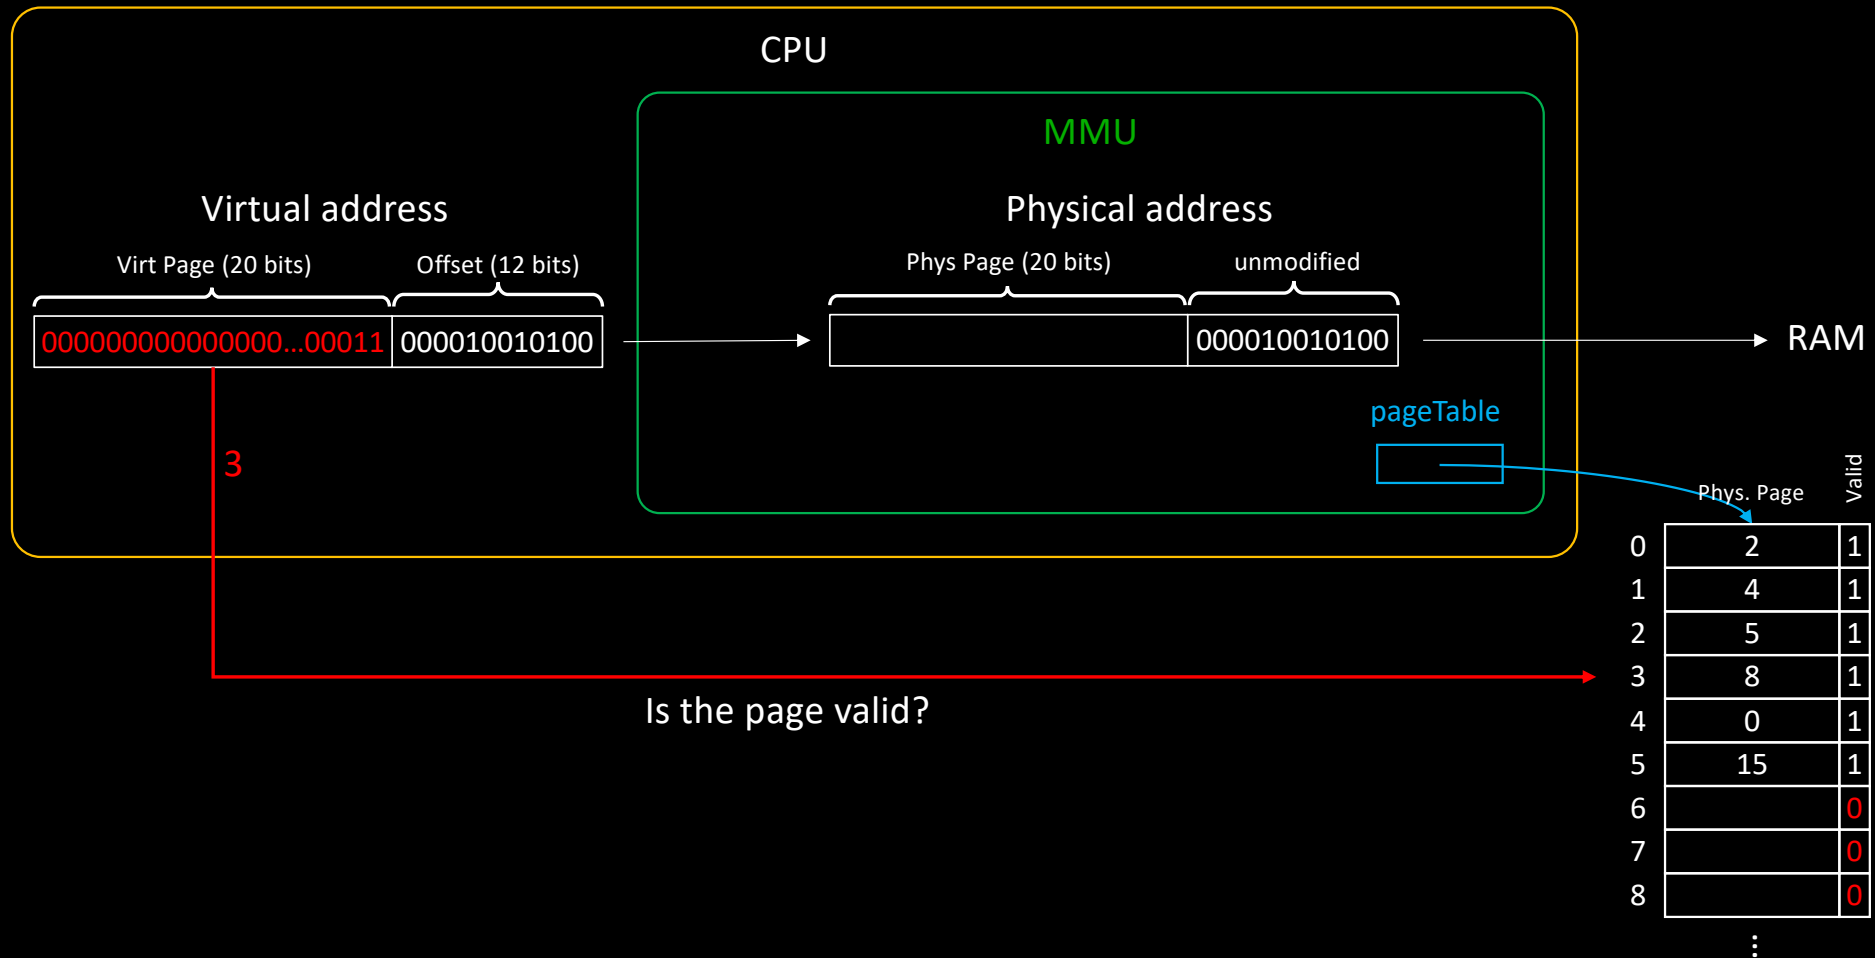 CPU
MMU
Virtual address
Physical address
Virt Page (20 bits)
Offset (12 bits)
Phys Page (20 bits)
unmodified
000000000000000...00011
000010010100
000010010100
RAM
pageTable
3
Phys. Page
Valid
0 2 1
1 4 1
2 5 1
3 8 1
4 0 1
5 15 1
6 0
7 0
8 0
...
Is the page valid?